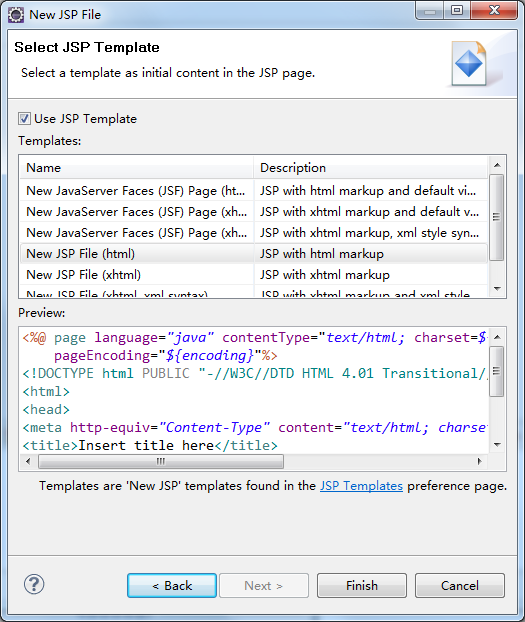 New JSP File
Select JSP Template
Select a template as initial content in the JSP page.
Use JSP Template
Templates:
Name Description
New JavaServer Faces (JSF) Page (ht... JSP with html markup and default vi...
New JavaServer Faces (JSF) Page (xh... JSP with xhtml markup and default v...
New JavaServer Faces (JSF) Page (xh... JSP with xhtml markup, xml style syn...
New JSP File (html) JSP with html markup
New JSP File (xhtml) JSP with xhtml markup
New JSP File (xhtml, xml syntax) JSP with xhtml markup and xml style
Preview:
<%@ page language="java" contentType="text/html; charset=${
pageEncoding="${encoding}"%>
<!DOCTYPE html PUBLIC "-//W3C//DTD HTML 4.01 Transitional//
<html>
<head>
<meta http-equiv="Content-Type" content="text/html; charset
<title>Insert title here</title>
Templates are 'New JSP' templates found in the JSP Templates preference page.
?
< Back Next > Finish Cancel